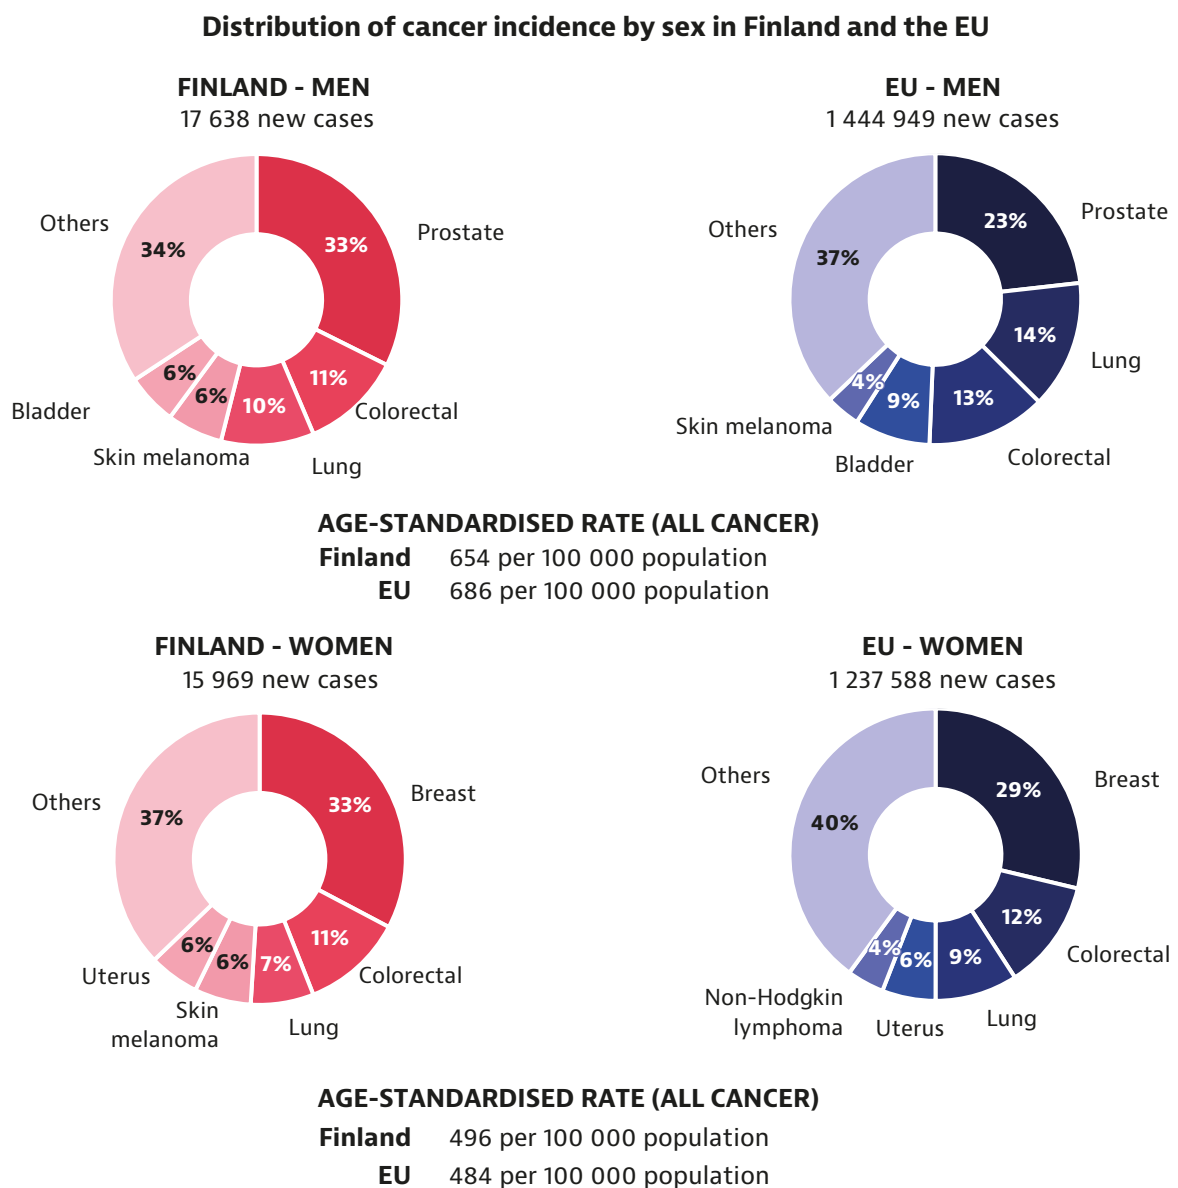 Distribution of cancer incidence by sex in Finland and the EU
FINLAND - MEN
17 638 new cases
Others
34%
33%
Prostate
6%
6%
10%
11%
Bladder
Skin melanoma
Lung
Colorectal
EU - MEN
1 444 949 new cases
Others
37%
23%
Prostate
14%
Lung
4%
9%
13%
Skin melanoma
Bladder
Colorectal
AGE-STANDARDISED RATE (ALL CANCER)
Finland 654 per 100 000 population
EU 686 per 100 000 population
FINLAND - WOMEN
15 969 new cases
Others
37%
33%
Breast
6%
6%
7%
11%
Uterus
Skin
melanoma
Lung
Colorectal
EU - WOMEN
1 237 588 new cases
Others
40%
29%
Breast
12%
Colorectal
4%
6%
9%
Non-Hodgkin
lymphoma
Uterus
Lung
AGE-STANDARDISED RATE (ALL CANCER)
Finland 496 per 100 000 population
EU 484 per 100 000 population